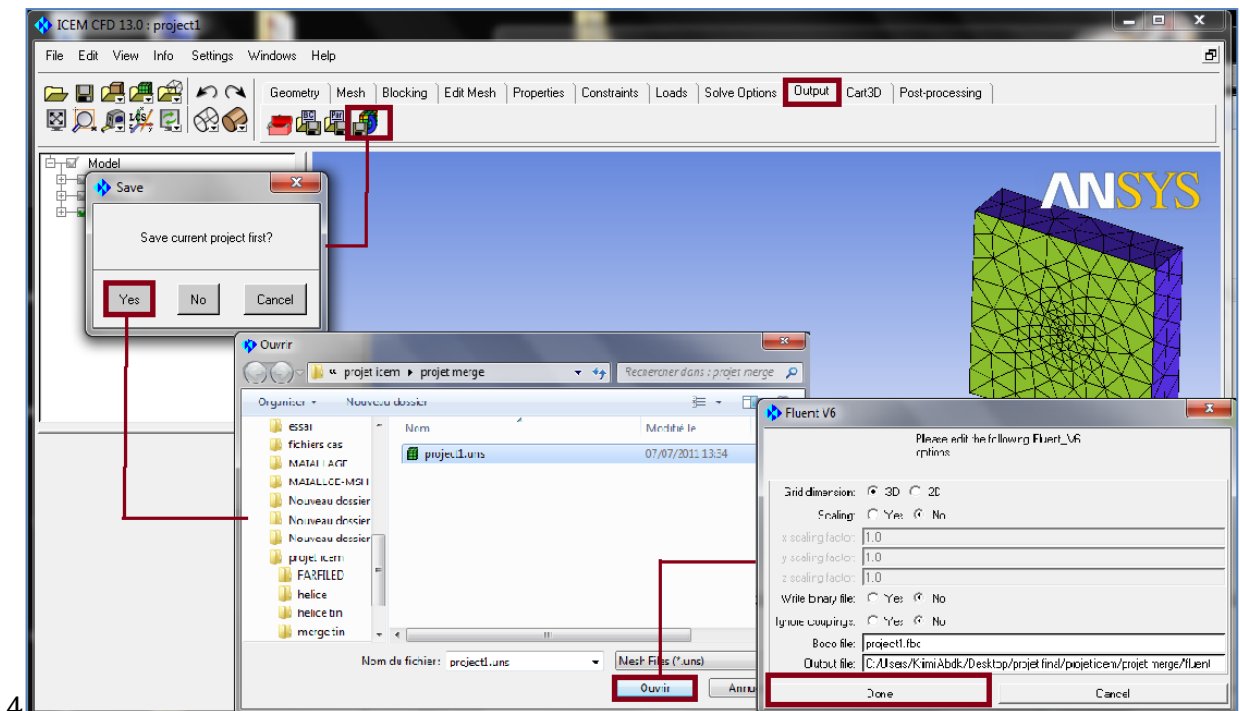 ICEM CFD 13.0 : project1
File Edit View Info Settings Windows Help
Geometry Mesh Blocking Edit Mesh Properties Constraints Loads Solve Options Output Cart3D Post-processing
LCS
BC Par
Model
ANSYS
Save
Save current project first?
Yes No Cancel
Ouvrir
« projet icem projet merge
Rechercher dans : projet merge
Organiser Nouveau dossier
essai
fichiers cas
MATALLAGE
MATALLGE-MSH
Nouveau dossier
Nouveau dossier
Nouveau dossier
projet icem
FARFILED
helice
helice tin
merge tin
Nom Modifié le
project1.uns 07/07/2011 13:34
Nom du fichier: project1.uns
Mesh Files (*.uns)
Ouvrir Annu
Fluent V6
Please edit the following Fluent_V6
options
Grid dimension: 3D 2D
Scaling: Yes No
x scaling factor: 1.0
y scaling factor: 1.0
z scaling factor: 1.0
Write binary file: Yes No
Ignore couplings: Yes No
Boco file: project1.fbc
Output file: C:/Users/KimiAbdk/Desktop/projet final/projet icem/projet merge/fluent
Done Cancel
4